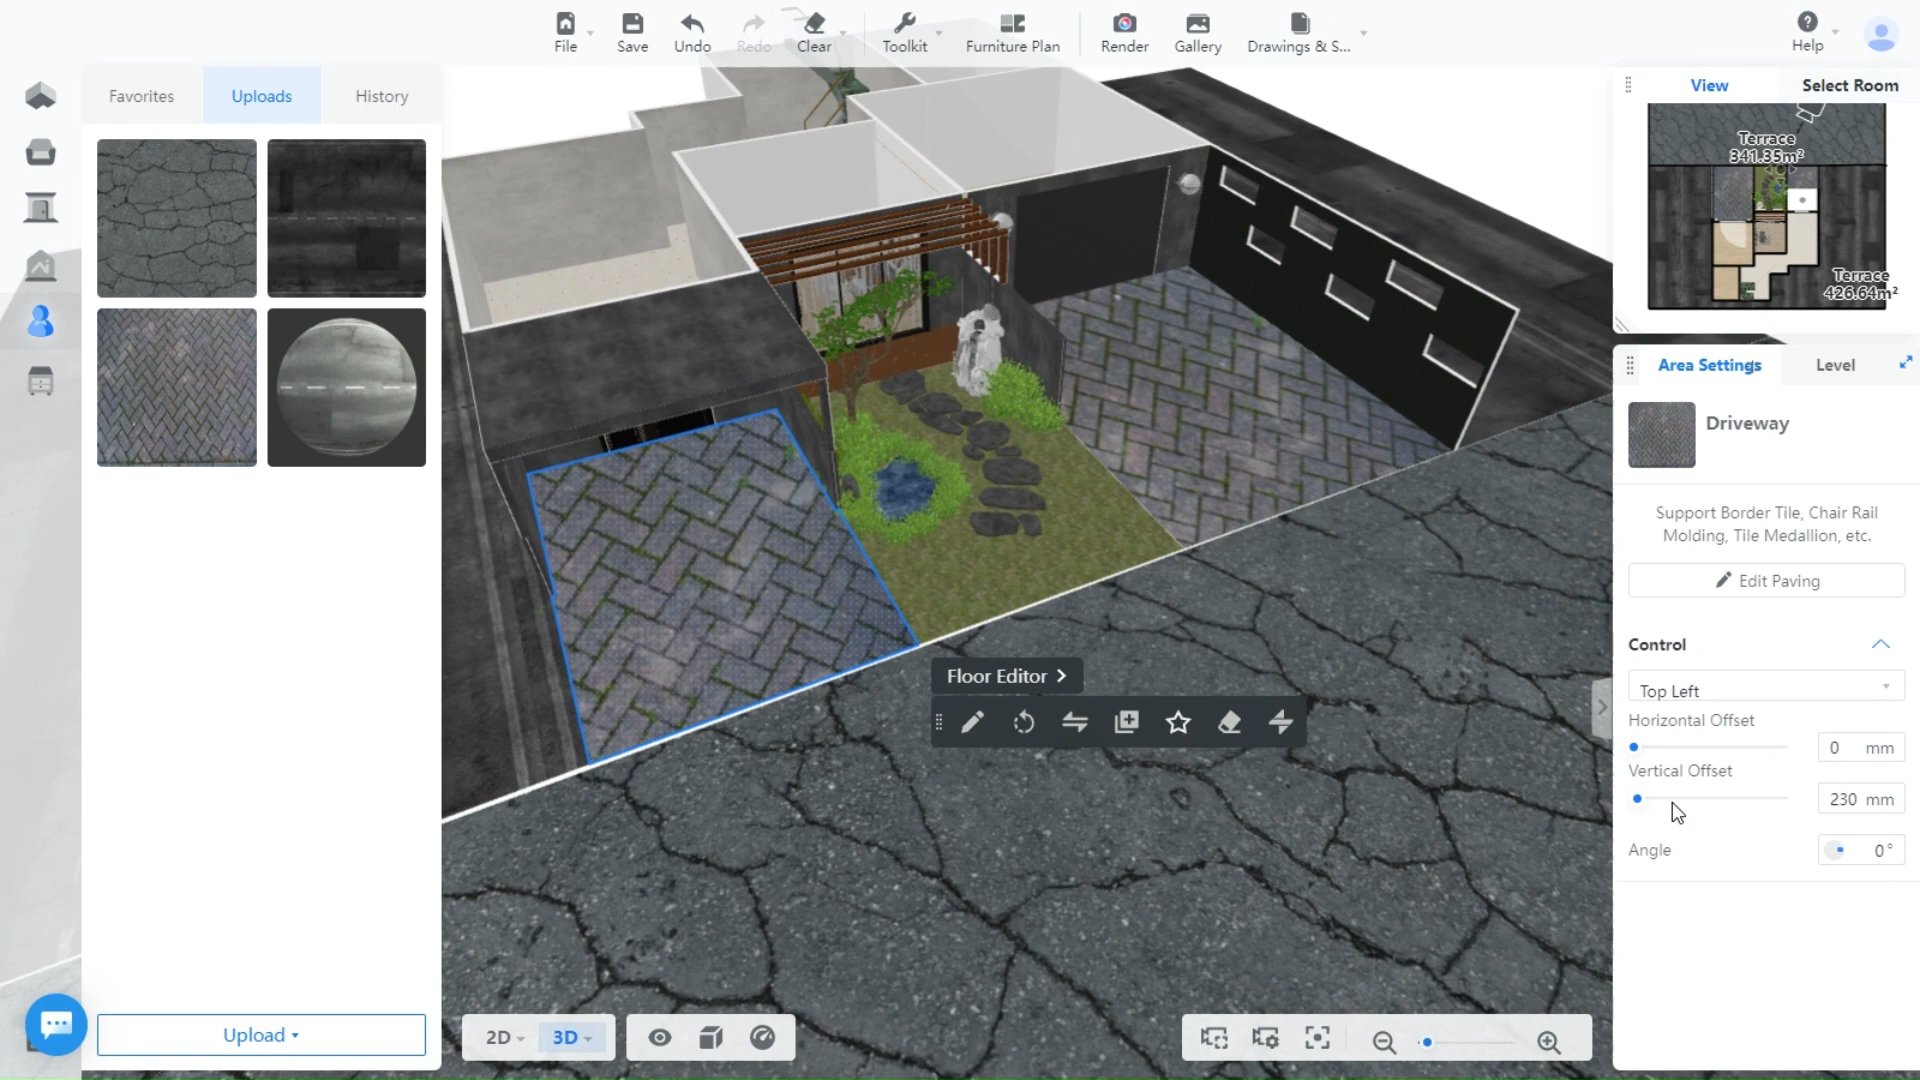 File
Save
Undo
Redo
Clear
Toolkit
Furniture Plan
Render
Gallery
Drawings & S...
Help
Favorites
Uploads
History
View
Select Room
Terrace
341.35m²
Terrace
426.64m²
Area Settings
Level
Driveway
Support Border Tile, Chair Rail
Molding, Tile Medallion, etc.
Edit Paving
Control
Top Left
Horizontal Offset
0 mm
Vertical Offset
230 mm
Angle
0°
Floor Editor
Upload
2D
3D